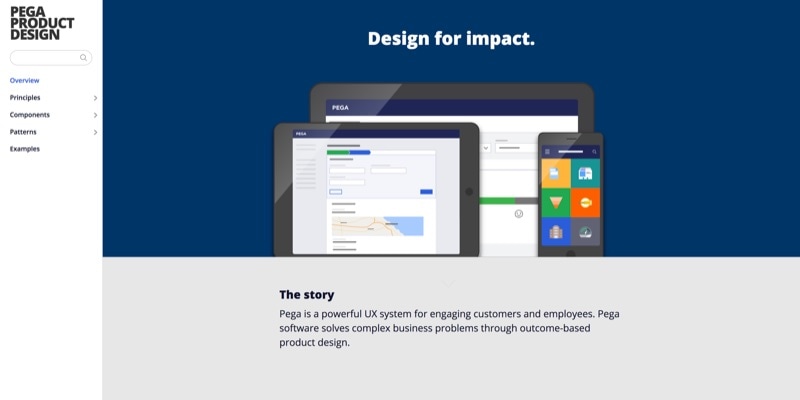 PEGA
PRODUCT
DESIGN
Overview
Principles
Components
Patterns
Examples
Design for impact.
PEGA
PEGA
The story
Pega is a powerful UX system for engaging customers and employees. Pega
software solves complex business problems through outcome-based
product design.